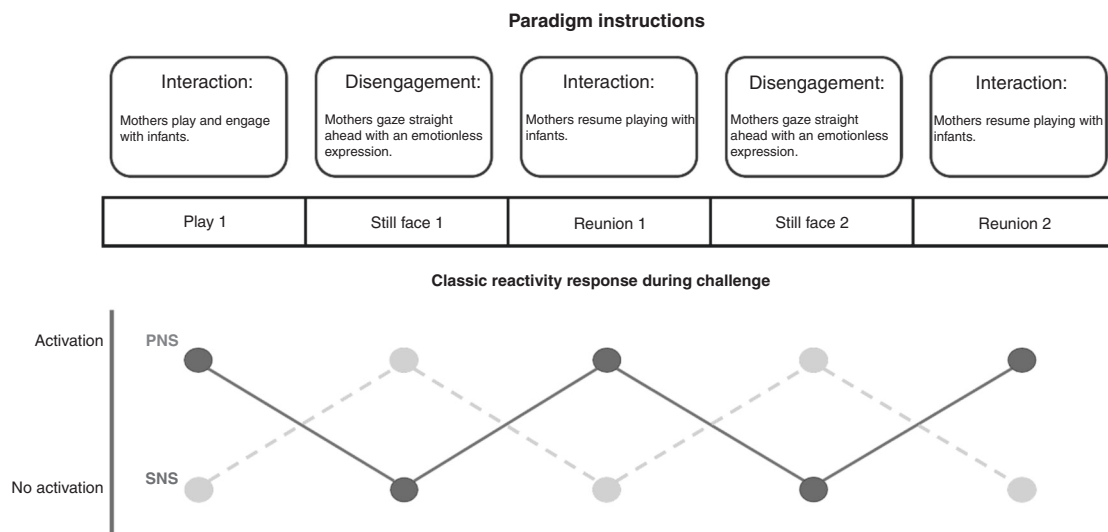 Paradigm instructions
Interaction:
Mothers play and engage
with infants.
Disengagement:
Mothers gaze straight
ahead with an emotionless
expression.
Interaction:
Mothers resume playing with
infants.
Disengagement:
Mothers gaze straight
ahead with an emotionless
expression.
Interaction:
Mothers resume playing with
infants.
Play 1
Still face 1
Reunion 1
Still face 2
Reunion 2
Classic reactivity response during challenge
Activation
PNS
SNS
No activation